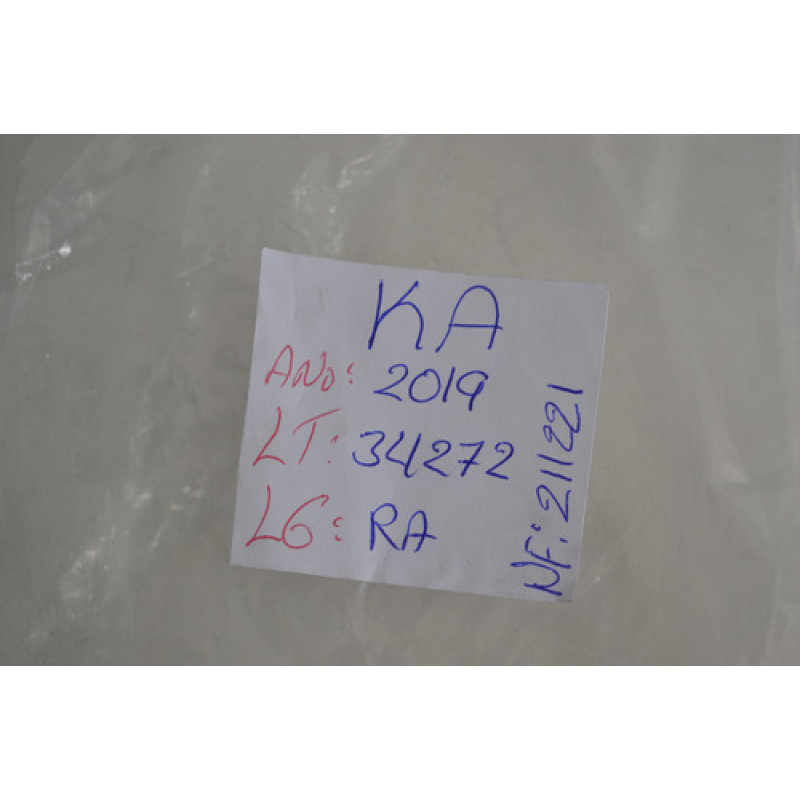 KA
ANO: 2019
LT: 34272
LG: RA
NF: 211221